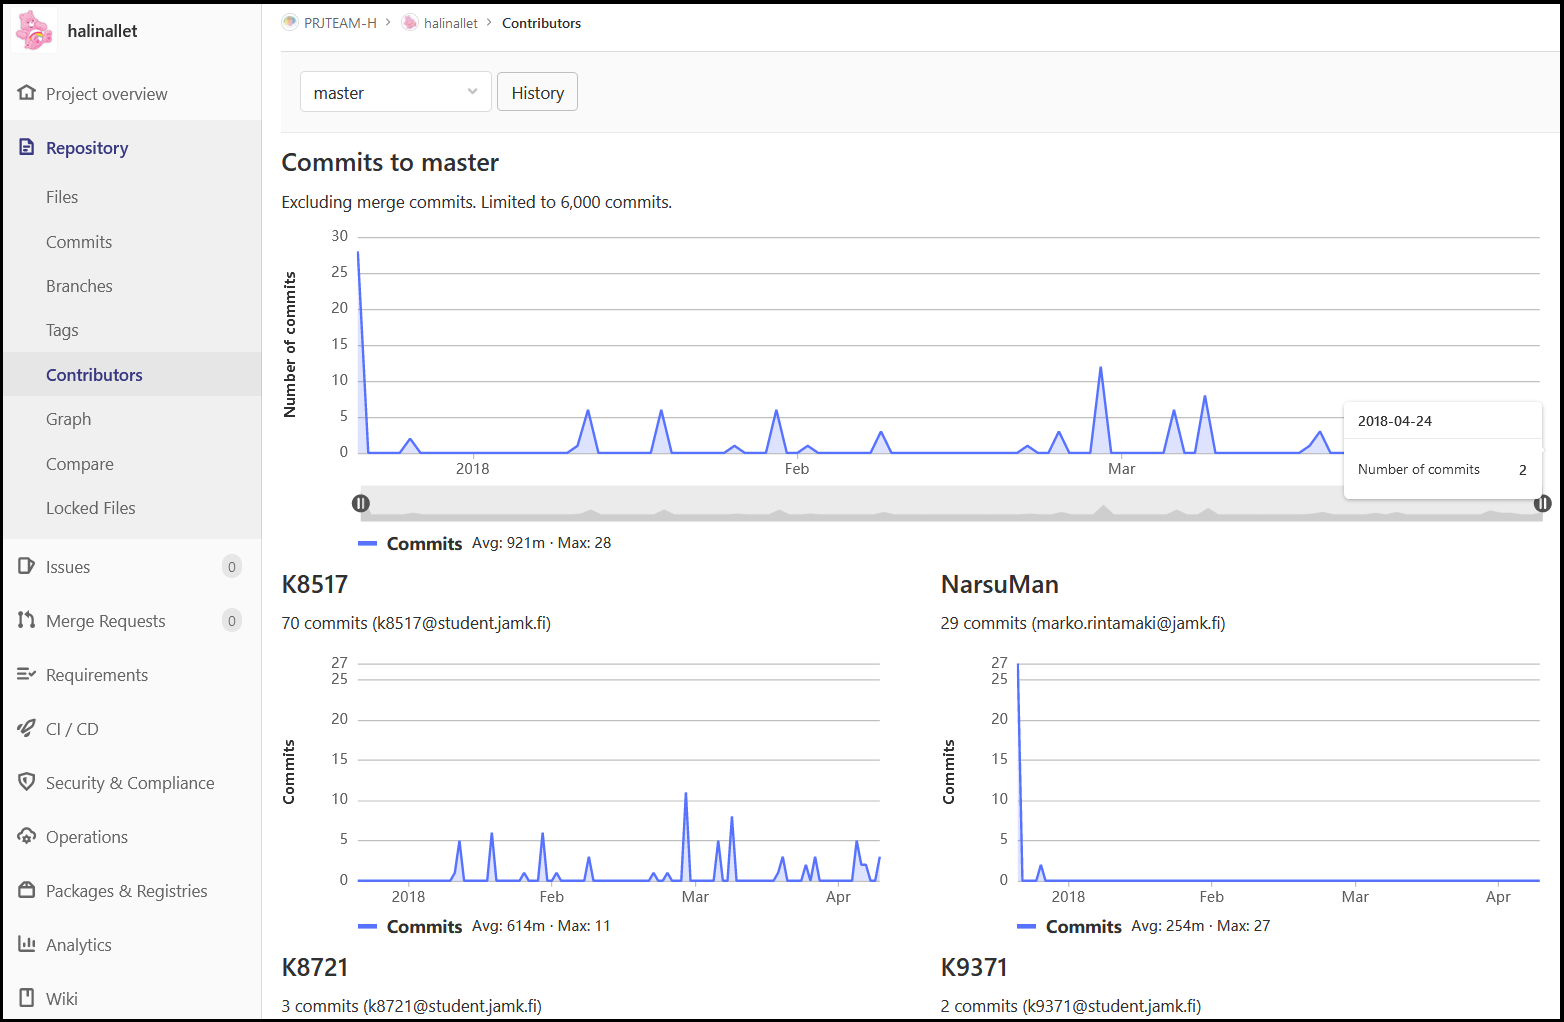 halinallet
Project overview
Repository
Files
Commits
Branches
Tags
Contributors
Graph
Compare
Locked Files
Issues 0
Merge Requests 0
Requirements
CI / CD
Security & Compliance
Operations
Packages & Registries
Analytics
Wiki
PRJTEAM-H > halinallet > Contributors
master History
Commits to master
Excluding merge commits. Limited to 6,000 commits.
Number of commits
30
25
20
15
10
5
0
2018 Feb Mar
2018-04-24
Number of commits 2
Commits Avg: 921m · Max: 28
K8517
70 commits (k8517@student.jamk.fi)
Commits
27
25
20
15
10
5
0
2018 Feb Mar Apr
Commits Avg: 614m · Max: 11
NarsuMan
29 commits (marko.rintamaki@jamk.fi)
Commits
27
25
20
15
10
5
0
2018 Feb Mar Apr
Commits Avg: 254m · Max: 27
K8721
3 commits (k8721@student.jamk.fi)
K9371
2 commits (k9371@student.jamk.fi)